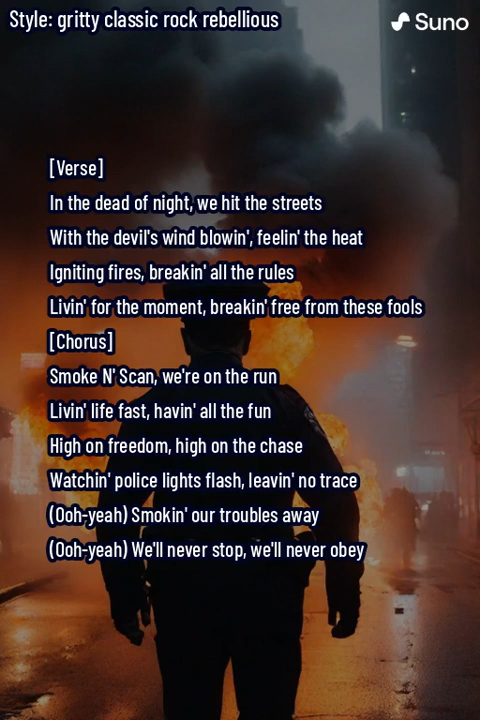 Style: gritty classic rock rebellious
Suno
[Verse]
In the dead of night, we hit the streets
With the devil's wind blowin', feelin' the heat
Igniting fires, breakin' all the rules
Livin' for the moment, breakin' free from these fools
[Chorus]
Smoke N' Scan, we're on the run
Livin' life fast, havin' all the fun
High on freedom, high on the chase
Watchin' police lights flash, leavin' no trace
(Ooh-yeah) Smokin' our troubles away
(Ooh-yeah) We'll never stop, we'll never obey